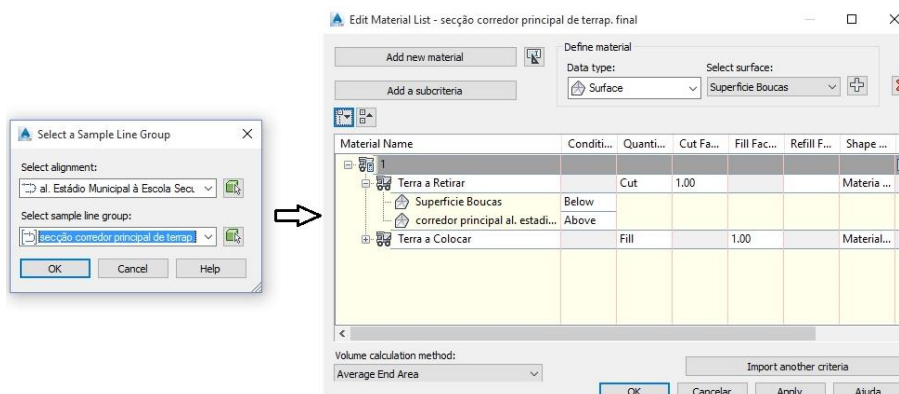 Select a Sample Line Group
Select alignment:
al. Estádio Municipal à Escola Secu
Select sample line group:
secção corredor principal de terrap.
OK Cancel Help
Edit Material List - secção corredor principal de terrap. final
Add new material
Add a subcriteria
Define material
Data type:
Surface
Select surface:
Superficie Boucas
Material Name Conditi... Quanti... Cut Fa... Fill Fac... Refill F... Shape ...
1
Terra a Retirar Cut 1.00 Materia ...
Superficie Boucas Below
corredor principal al. estadi... Above
Terra a Colocar Fill 1.00 Material...
Volume calculation method:
Average End Area
Import another criteria
OK Cancelar Apply Ajuda